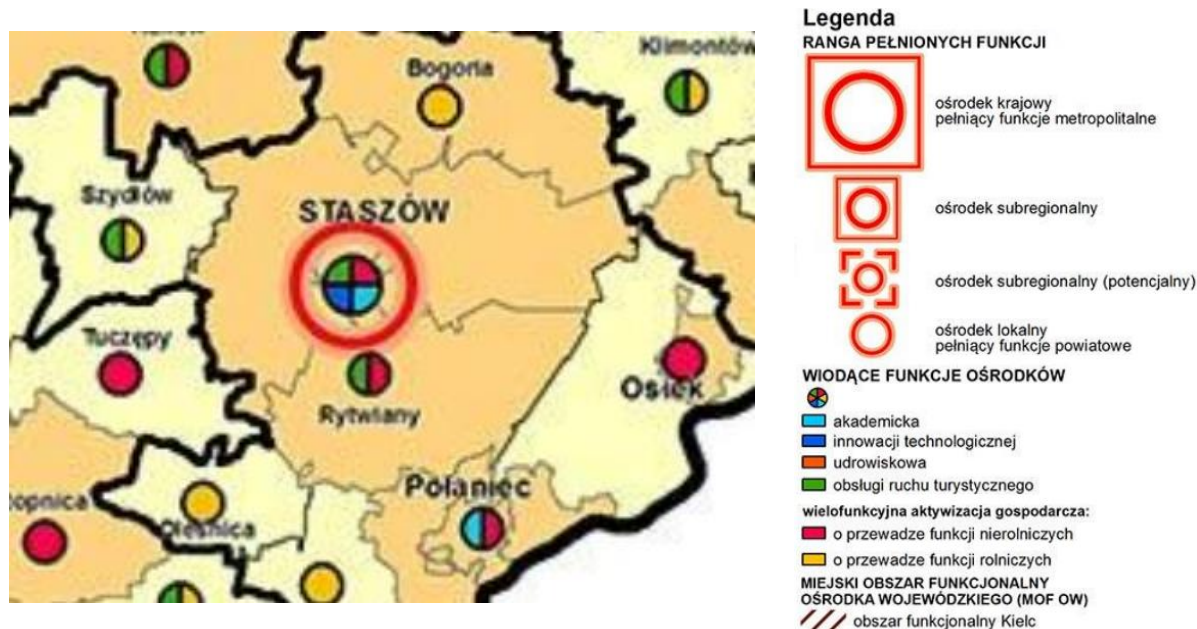 Klimontów
Bogoria
Szydłów
STASZÓW
Tuczępy
Osiek
Rytwiany
Połaniec
opnica
Oleśnica
Legenda
RANGA PEŁNIONYCH FUNKCJI
ośrodek krajowy
pełniący funkcje metropolitalne
ośrodek subregionalny
ośrodek subregionalny (potencjalny)
ośrodek lokalny
pełniący funkcje powiatowe
WIODĄCE FUNKCJE OŚRODKÓW
akademicka
innowacji technologicznej
udrowiskowa
obsługi ruchu turystycznego
wielofunkcyjna aktywizacja gospodarcza:
o przewadze funkcji nierolniczych
o przewadze funkcji rolniczych
MIEJSKI OBSZAR FUNKCJONALNY
OŚRODKA WOJEWÓDZKIEGO (MOF OW)
obszar funkcjonalny Kielc